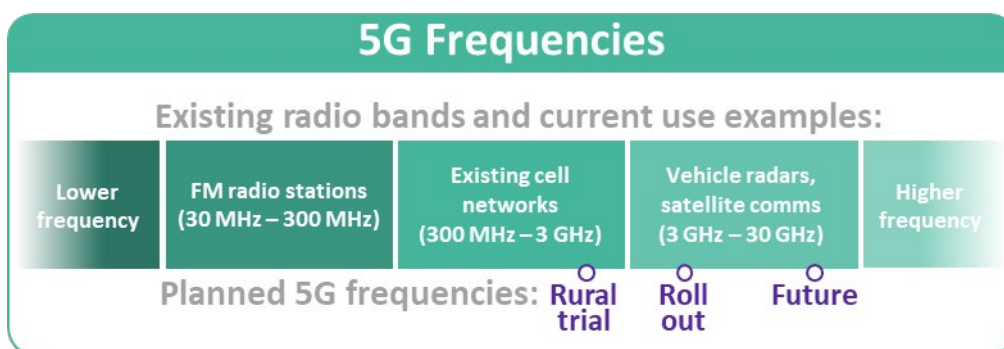 5G Frequencies
Existing radio bands and current use examples:
Lower
frequency
FM radio stations
(30 MHz – 300 MHz)
Existing cell
networks
(300 MHz – 3 GHz)
Vehicle radars,
satellite comms
(3 GHz – 30 GHz)
Higher
frequency
Planned 5G frequencies:
Rural
trial
Roll
out
Future